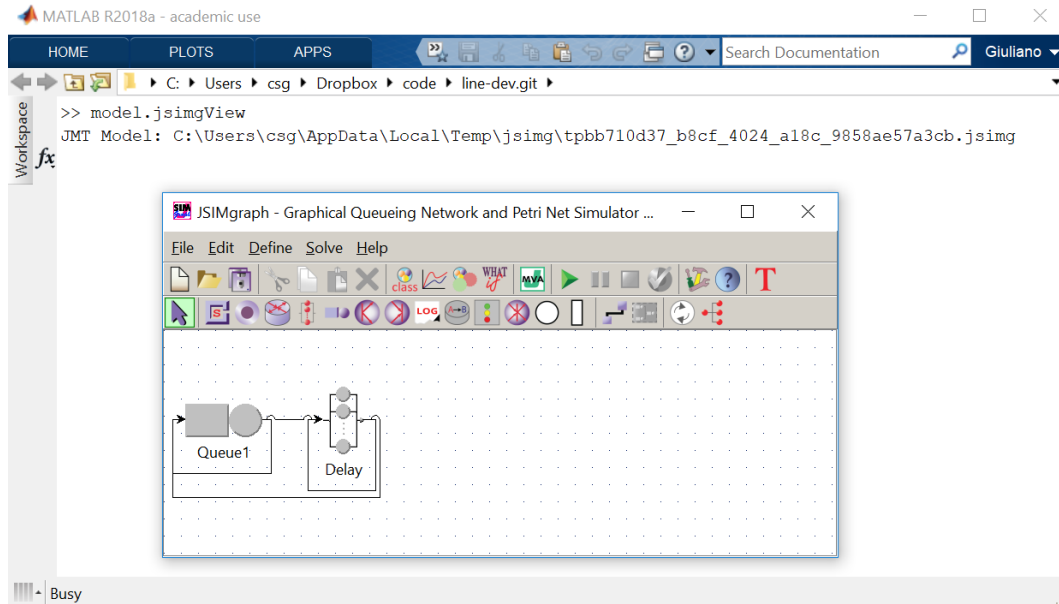 MATLAB R2018a - academic use
HOME PLOTS APPS Search Documentation Giuliano
C: Users csg Dropbox code line-dev.git
Workspace
>> model.jsimgView
JMT Model: C:\Users\csg\AppData\Local\Temp\jsimg\tpbb710d37_b8cf_4024_a18c_9858ae57a3cb.jsimg
fx
SIM JSIMgraph - Graphical Queueing Network and Petri Net Simulator ...
File Edit Define Solve Help
class WHAT IF MVA ? T
S LOG A→B
Queue1
Delay
Busy